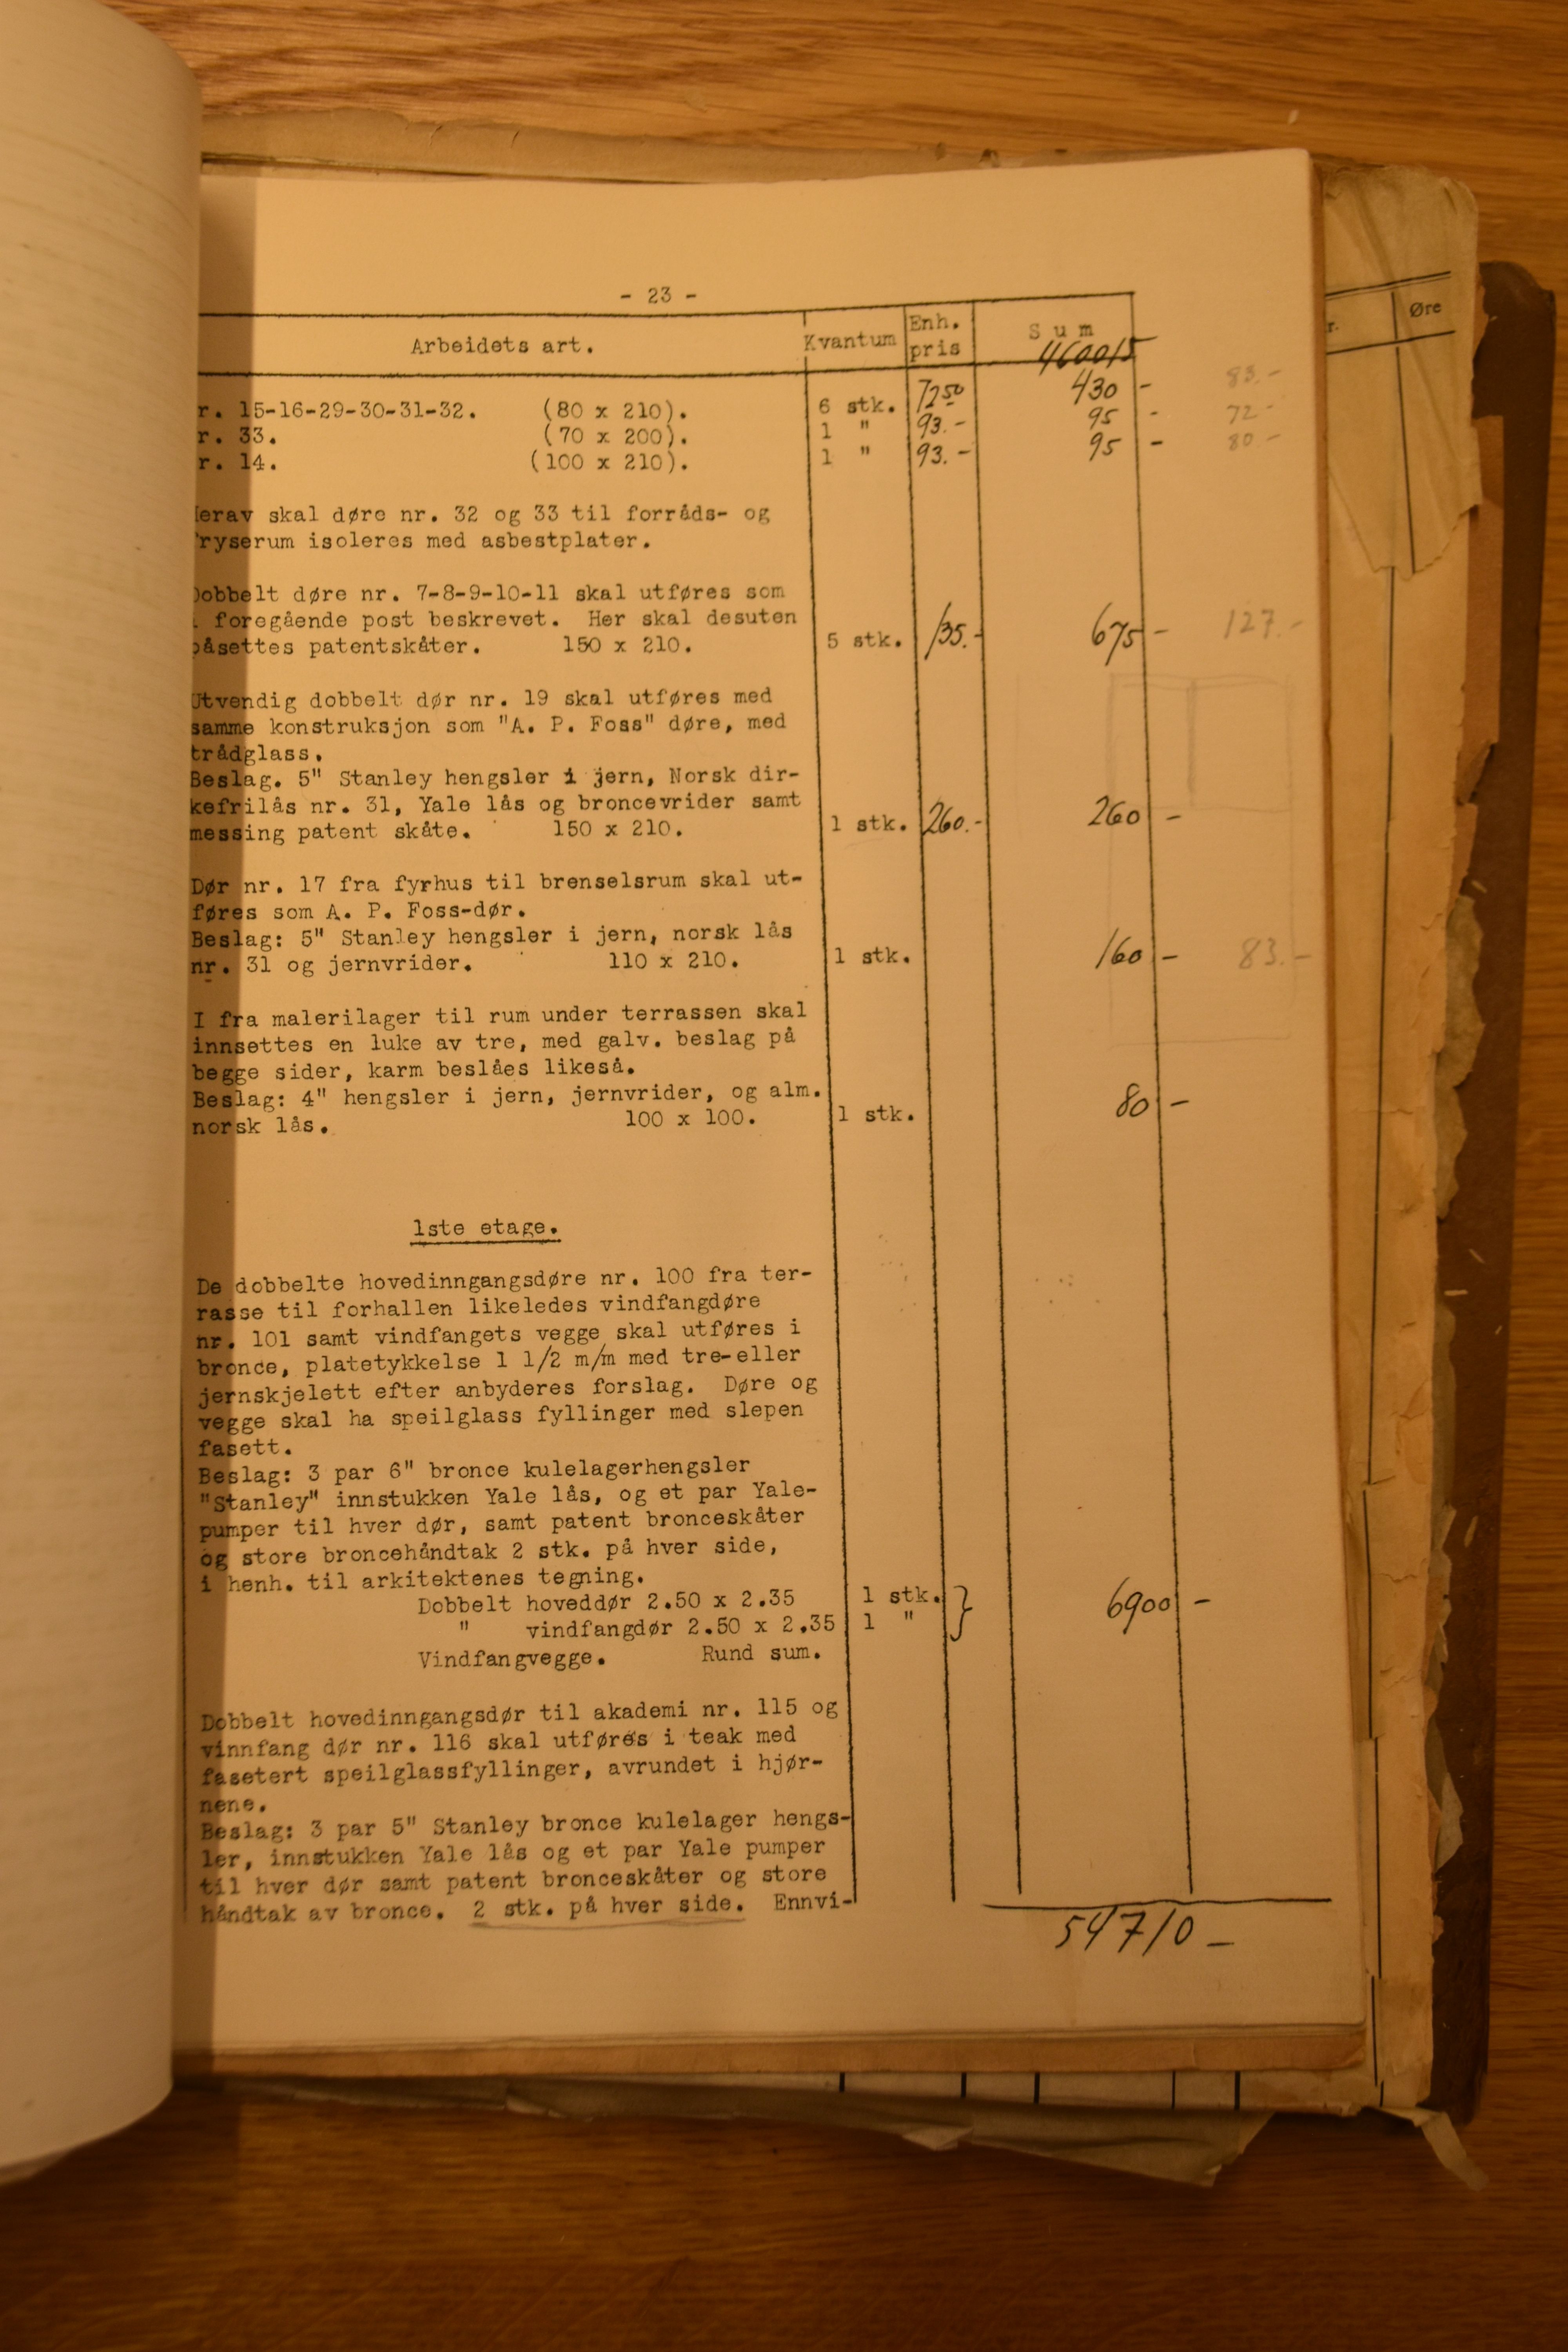 - 23 -
Arbeidets art. Kvantum Enh. pris Sum
460015
r. 15-16-29-30-31-32. (80 x 210). 6 stk. 7250 430 - 83.-
r. 33. (70 x 200). 1 " 93.- 95 - 72-
r. 14. (100 x 210). 1 " 93.- 95 - 80-
erav skal døre nr. 32 og 33 til forråds- og
ryserum isoleres med asbestplater.
Dobbelt døre nr. 7-8-9-10-11 skal utføres som
foregående post beskrevet. Her skal desuten
påsettes patentskåter. 150 x 210. 5 stk. 135.- 675 - 127.-
Utvendig dobbelt dør nr. 19 skal utføres med
samme konstruksjon som "A. P. Foss" døre, med
trådglass.
Beslag. 5" Stanley hengsler i jern, Norsk dir-
kefrilås nr. 31, Yale lås og broncevrider samt
messing patent skåte. 150 x 210. 1 stk. 260.- 260 -
Dør nr. 17 fra fyrhus til brenselsrum skal ut-
føres som A. P. Foss-dør.
Beslag: 5" Stanley hengsler i jern, norsk lås
nr. 31 og jernvrider. 110 x 210. 1 stk. 160 - 83.-
I fra malerilager til rum under terrassen skal
innsettes en luke av tre, med galv. beslag på
begge sider, karm beslåes likeså.
Beslag: 4" hengsler i jern, jernvrider, og alm.
norsk lås. 100 x 100. 1 stk. 80 -
1ste etage.
De dobbelte hovedinngangsdøre nr. 100 fra ter-
rasse til forhallen likeledes vindfangdøre
nr. 101 samt vindfangets vegge skal utføres i
bronce, platetykkelse 1 1/2 m/m med tre-eller
jernskjelett efter anbyderes forslag. Døre og
vegge skal ha speilglass fyllinger med slepen
fasett.
Beslag: 3 par 6" bronce kulelagerhengsler
"Stanley" innstukken Yale lås, og et par Yale-
pumper til hver dør, samt patent bronceskåter
og store broncehåndtak 2 stk. på hver side,
i henh. til arkitektenes tegning.
Dobbelt hoveddør 2.50 x 2.35 1 stk. } 6900 -
" vindfangdør 2.50 x 2.35 1 "
Vindfangvegge. Rund sum.
Dobbelt hovedinngangsdør til akademi nr. 115 og
vinnfang dør nr. 116 skal utføres i teak med
fasetert speilglassfyllinger, avrundet i hjør-
nene.
Beslag: 3 par 5" Stanley bronce kulelager hengs-
ler, innstukken Yale lås og et par Yale pumper
til hver dør samt patent bronceskåter og store
håndtak av bronce. 2 stk. på hver side. Ennvi-
54710 -
r. Øre